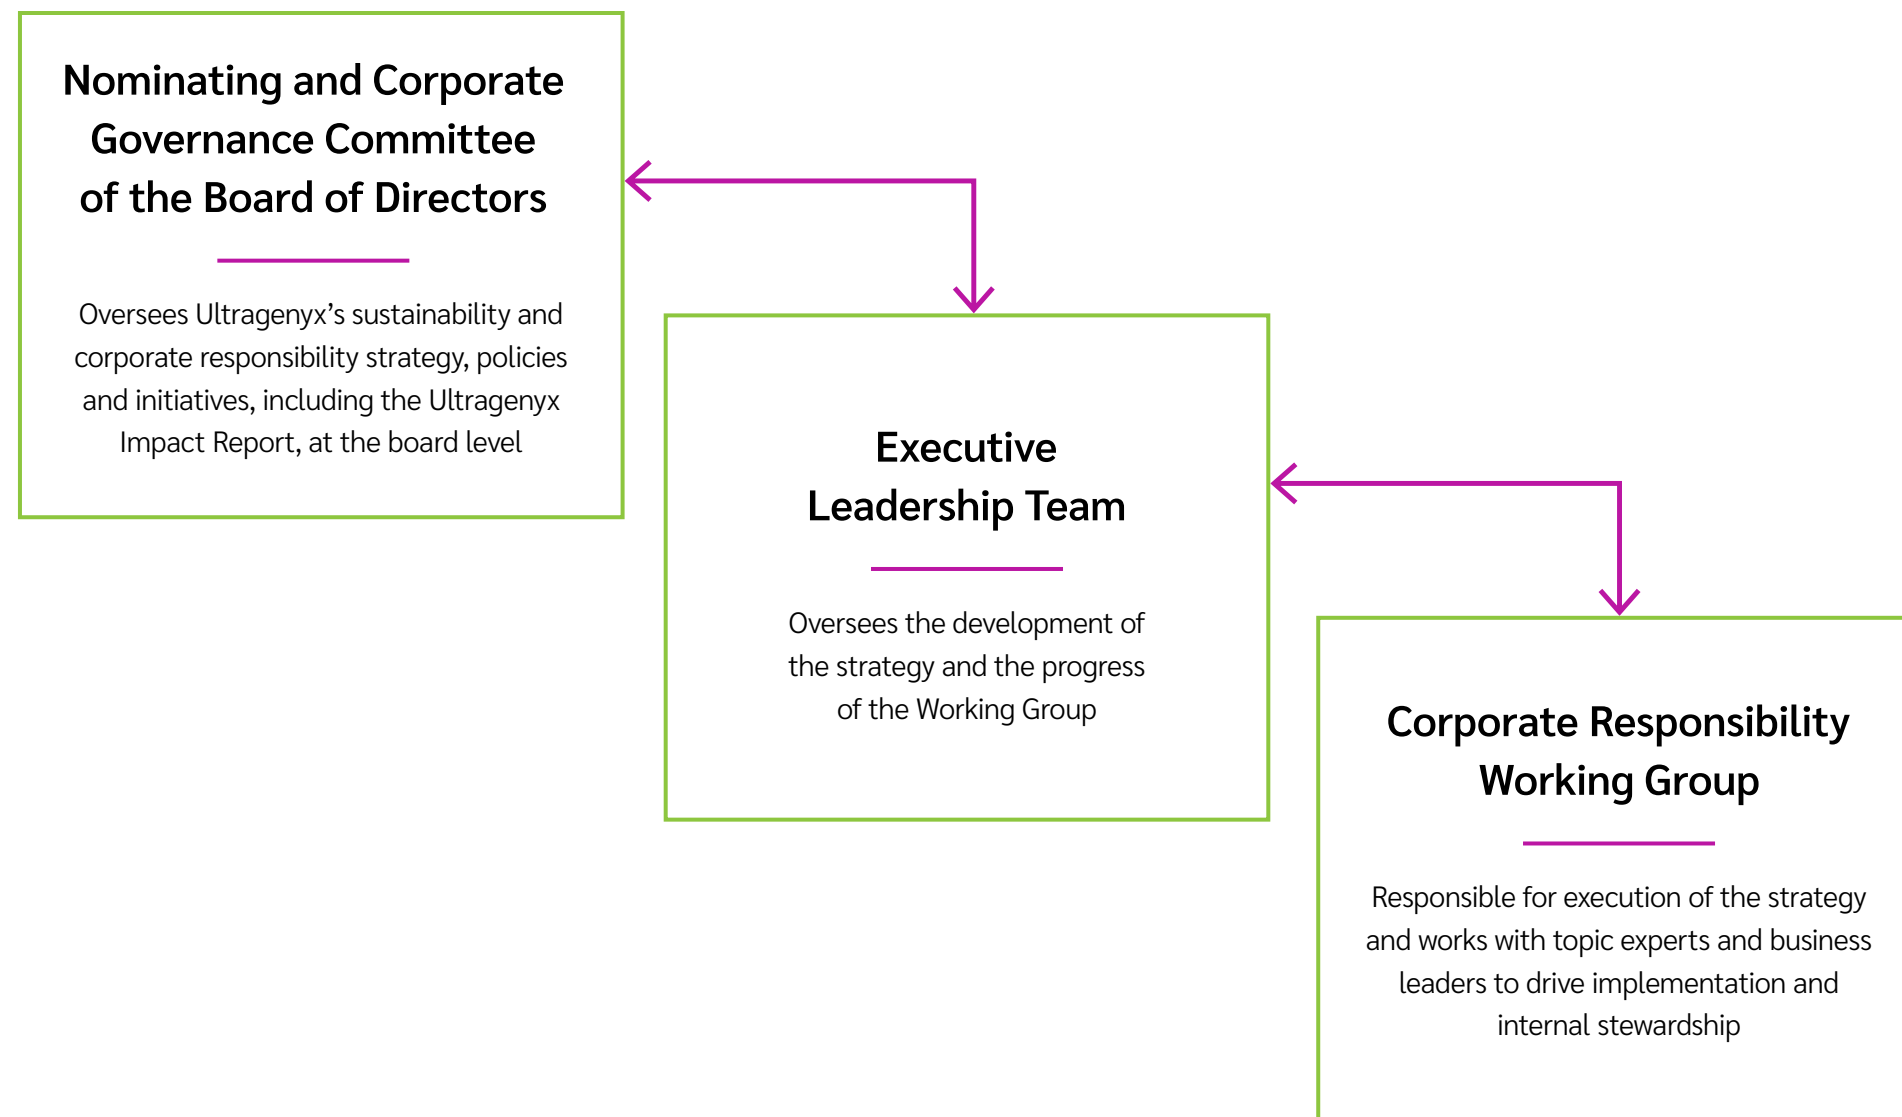 Nominating and Corporate
Governance Committee
of the Board of Directors
Oversees Ultragenyx’s sustainability and
corporate responsibility strategy, policies
and initiatives, including the Ultragenyx
Impact Report, at the board level
Executive
Leadership Team
Oversees the development of
the strategy and the progress
of the Working Group
Corporate Responsibility
Working Group
Responsible for execution of the strategy
and works with topic experts and business
leaders to drive implementation and
internal stewardship